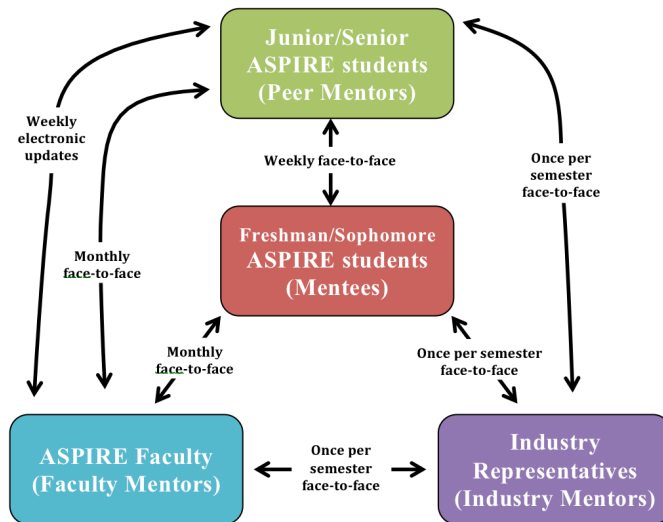 Junior/Senior
ASPIRE students
(Peer Mentors)
Weekly
electronic
updates
Weekly face-to-face
Once per
semester
face-to-face
Freshman/Sophomore
ASPIRE students
(Mentees)
Monthly
face-to-face
Monthly
face-to-face
Once per semester
face-to-face
ASPIRE Faculty
(Faculty Mentors)
Once per
semester
face-to-face
Industry
Representatives
(Industry Mentors)